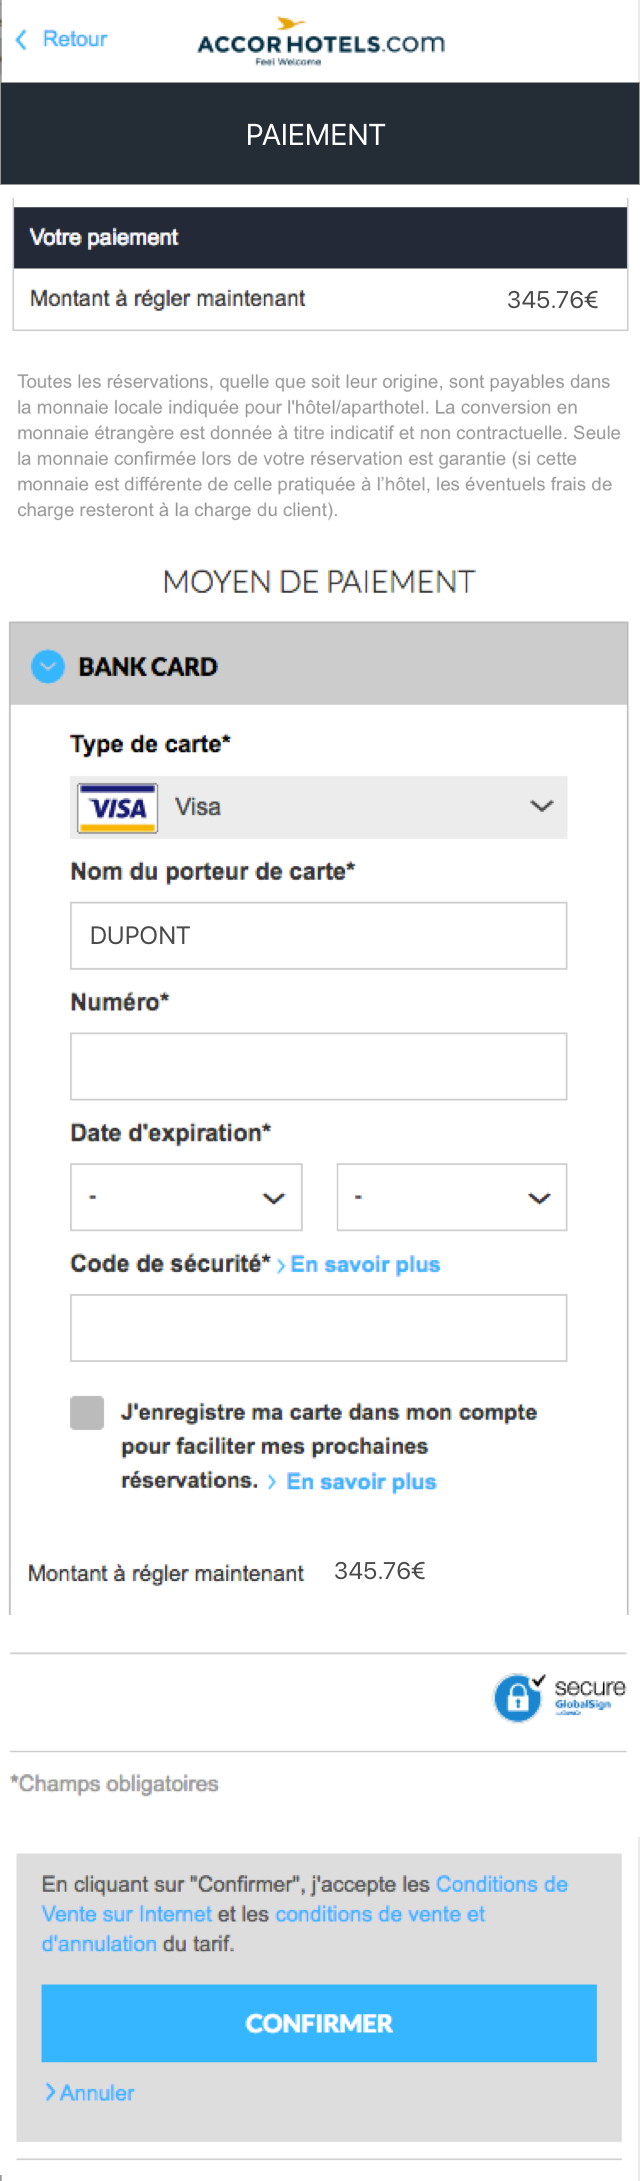 Retour
ACCORHOTELS.com
Feel Welcome
PAIEMENT
Votre paiement
Montant à régler maintenant 345.76€
Toutes les réservations, quelle que soit leur origine, sont payables dans
la monnaie locale indiquée pour l'hôtel/aparthotel. La conversion en
monnaie étrangère est donnée à titre indicatif et non contractuelle. Seule
la monnaie confirmée lors de votre réservation est garantie (si cette
monnaie est différente de celle pratiquée à l'hôtel, les éventuels frais de
charge resteront à la charge du client).
MOYEN DE PAIEMENT
BANK CARD
Type de carte*
VISA Visa
Nom du porteur de carte*
DUPONT
Numéro*
Date d'expiration*
- -
Code de sécurité* > En savoir plus
J'enregistre ma carte dans mon compte
pour faciliter mes prochaines
réservations. > En savoir plus
Montant à régler maintenant 345.76€
secure
GlobalSign
*Champs obligatoires
En cliquant sur "Confirmer", j'accepte les Conditions de
Vente sur Internet et les conditions de vente et
d'annulation du tarif.
CONFIRMER
> Annuler